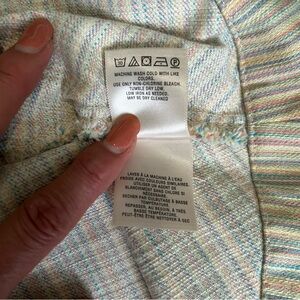 MACHINE WASH COLD WITH LIKE
COLORS.
USE ONLY NON-CHLORINE BLEACH.
TUMBLE DRY LOW.
LOW IRON AS NEEDED.
MAY BE DRY CLEANED
LAVER À LA MACHINE À L'EAU
FROIDE AVEC COULEURS SIMILAIRES.
UTILISER UN AGENT DE
BLANCHIMENT SANS CHLORE SI
NÉCESSAIRE.
SÉCHER PAR CULBUTAGE À BASSE
TEMPÉRATURE.
REPASSER, AU BESOIN, À TRÈS
BASSE TEMPÉRATURE.
PEUT-ÊTRE NETTOYER À SEC